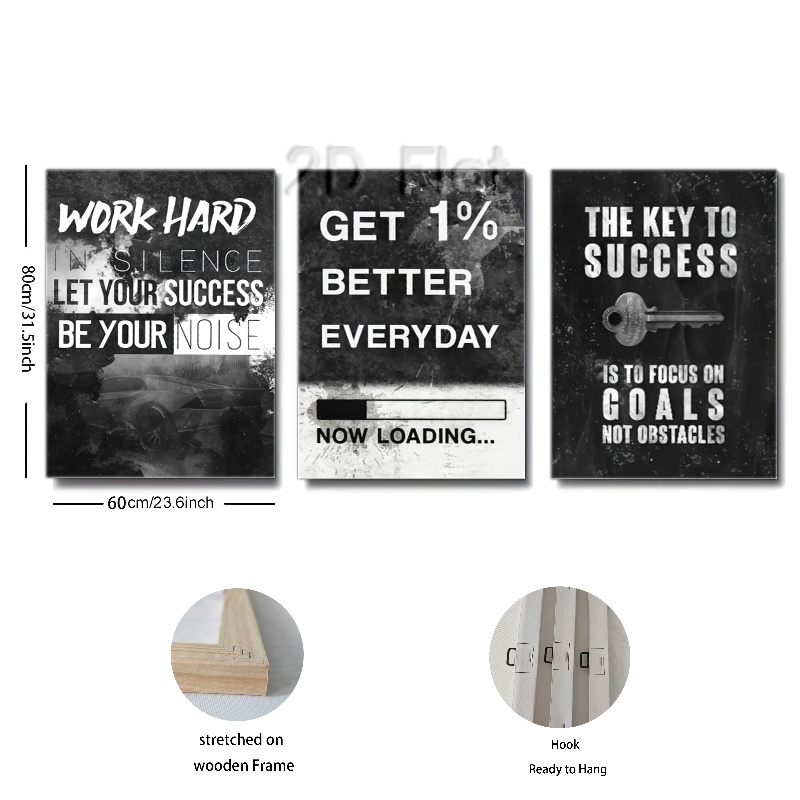 2D Flat
WORK HARD
IN SILENCE
LET YOUR SUCCESS
BE YOUR NOISE
GET 1%
BETTER
EVERYDAY
NOW LOADING...
THE KEY TO
SUCCESS
IS TO FOCUS ON
GOALS
NOT OBSTACLES
80cm/31.5inch
60cm/23.6inch
stretched on
wooden Frame
Hook
Ready to Hang